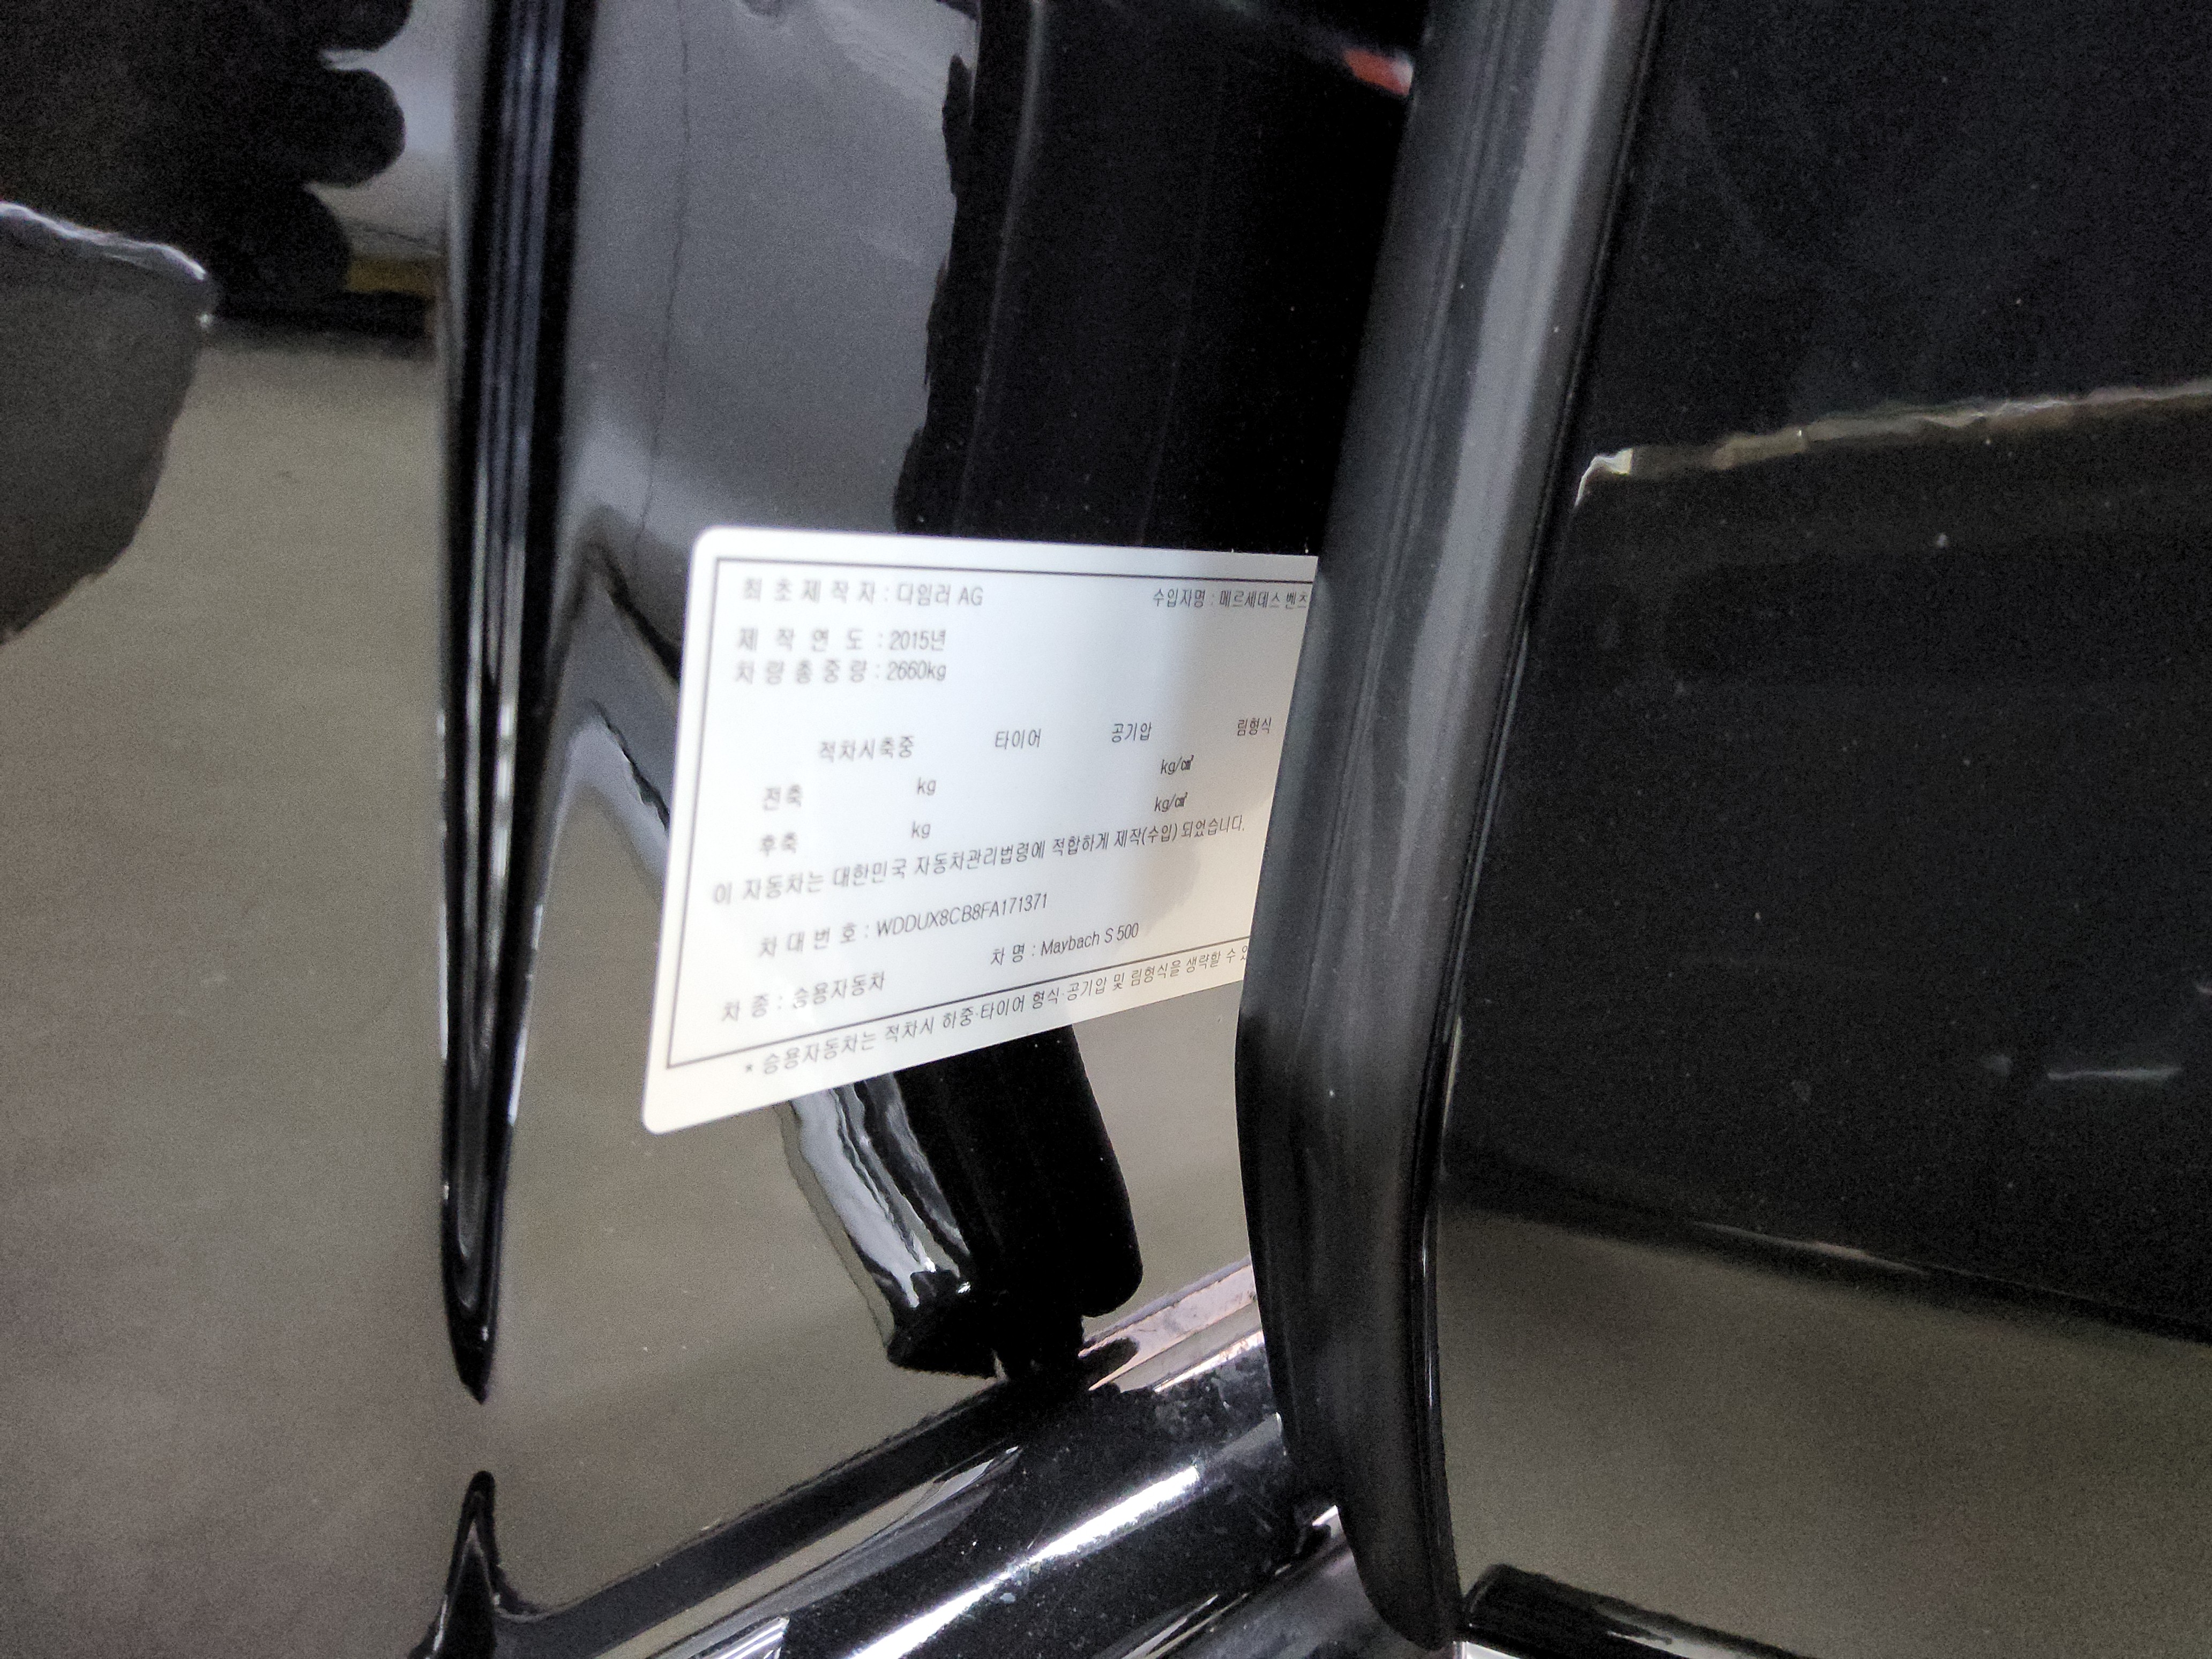 최 초 제 작 자 : 다임러 AG 수입자명 : 메르세데스 벤츠
제 작 연 도 : 2015년
차 량 총 중 량 : 2660kg
적차시축중 타이어 공기압 림형식
전축 kg kg/㎠
후축 kg kg/㎠
이 자동차는 대한민국 자동차관리법령에 적합하게 제작(수입) 되었습니다.
차 대 번 호 : WDDUX8CB8FA171371
차 종 : 승용자동차 차 명 : Maybach S 500
* 승용자동차는 적차시 하중·타이어 형식·공기압 및 림형식을 생략할 수